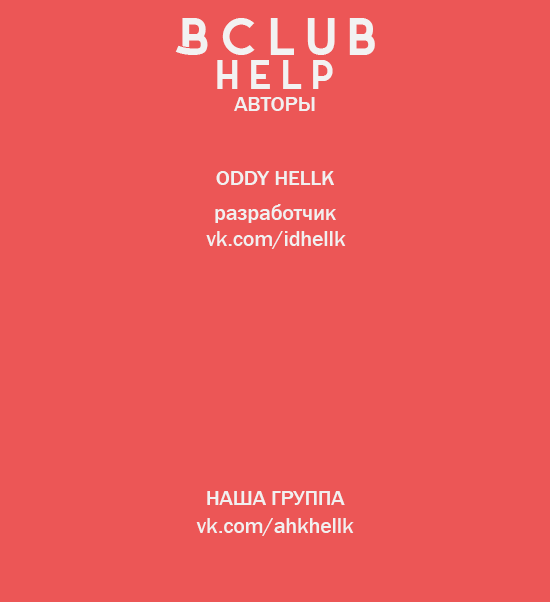 BCLUB
HELP
АВТОРЫ
ODDY HELLK
разработчик
vk.com/idhellk
НАША ГРУППА
vk.com/ahkhellk